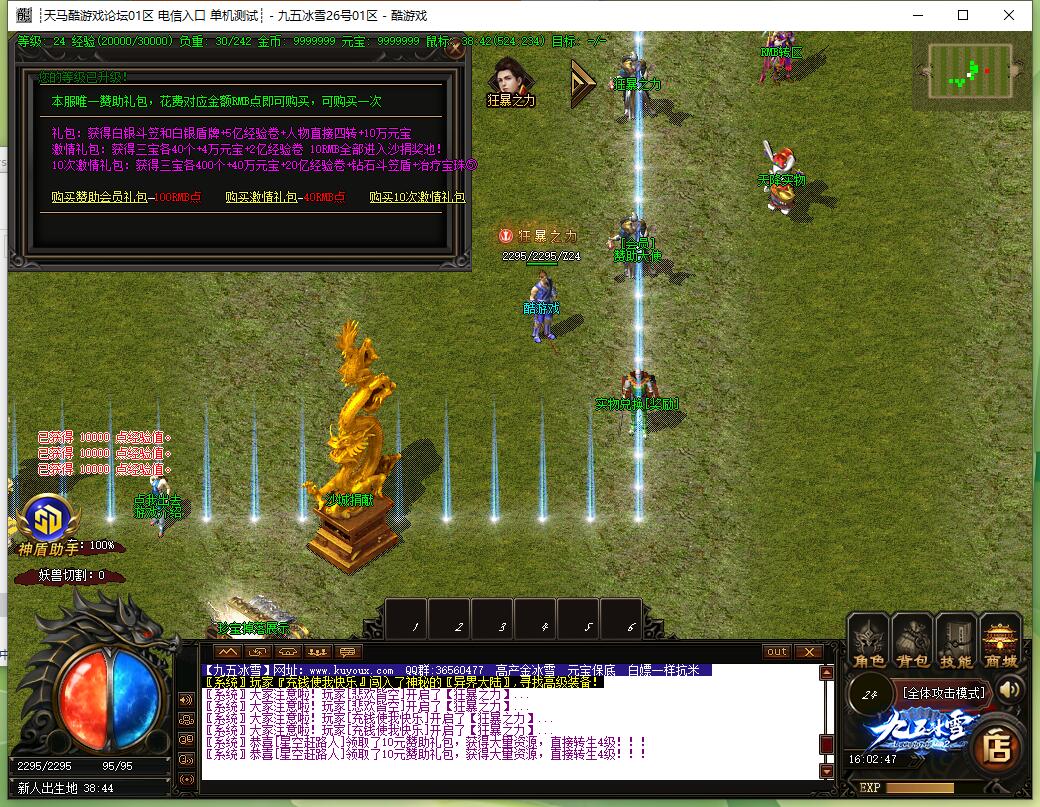 天马酷游戏论坛01区 电信入口 单机测试 - 九五冰雪26号01区 - 酷游戏
等级: 24 经验(20000/30000) 负重: 30/242 金币: 9999999 元宝: 9999999 鼠标: 38:42(524,234) 目标: -/-
您的等级已升级!
本服唯一赞助礼包，花费对应金额RMB点即可购买，可购买一次
礼包: 获得白银斗笠和白银盾牌+5亿经验卷+人物直接四转+10万元宝
激情礼包: 获得三宝各40个+4万元宝+2亿经验卷 10RMB全部进入沙捐奖池!
10次激情礼包: 获得三宝各400个+40万元宝+20亿经验卷+钻石斗笠盾+治疗宝珠⑤
购买赞助会员礼包-100RMB点 购买激情礼包-40RMB点 购买10次激情礼包
狂暴之力
狂暴之力
RMB转区
天降实物
[会员]
赞助大使
狂暴之力
2295/2295/Z24
酷游戏
实物兑换[奖励]
已获得 10000 点经验值。
已获得 10000 点经验值。
已获得 10000 点经验值。
点我出去
游戏介绍
沙城捐献
神盾助手
: 100%
妖兽切割: 0
珍宝掉落展示
1 2 3 4 5 6
out
【九五冰雪】网址: www.kuyoux.com QQ群:36560477 高产金冰雪 元宝保底 白嫖一样抗米
〖系统〗玩家『充钱使我快乐』闯入了神秘的〖异界大陆〗, 寻找高级装备!
〖系统〗大家注意啦! 玩家[悲欢皆空]开启了【狂暴之力】...
〖系统〗大家注意啦! 玩家[悲欢皆空]开启了【狂暴之力】...
〖系统〗大家注意啦! 玩家[充钱使我快乐]开启了【狂暴之力】...
〖系统〗大家注意啦! 玩家[充钱使我快乐]开启了【狂暴之力】...
〖系统〗恭喜[星空赶路人]领取了10元赞助礼包, 获得大量资源, 直接转生4级! ! !
〖系统〗恭喜[星空赶路人]领取了10元赞助礼包, 获得大量资源, 直接转生4级! ! !
2295/2295 95/95
新人出生地 38:44
角色 背包 技能 商城
24 [全体攻击模式]
九五冰雪
店
16:02:47
EXP